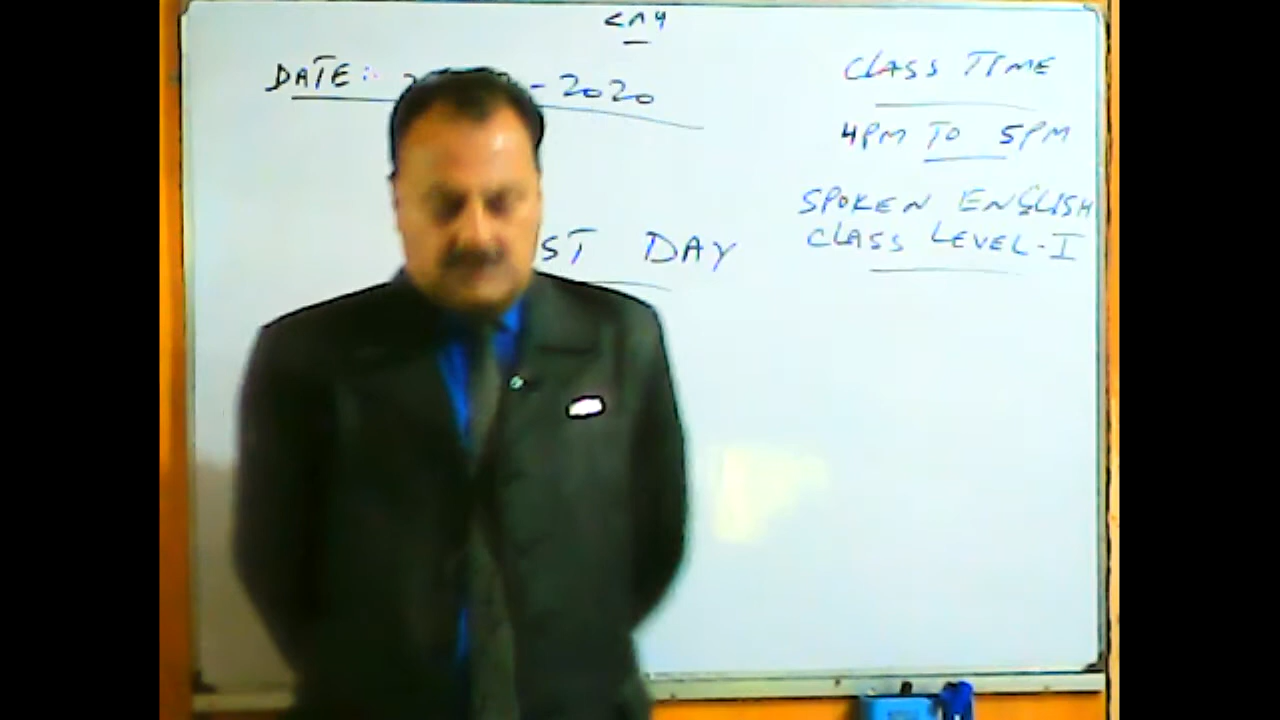 DATE: -2020
ST DAY
CLASS TIME
4PM TO 5PM
SPOKEN ENGLISH
CLASS LEVEL-I